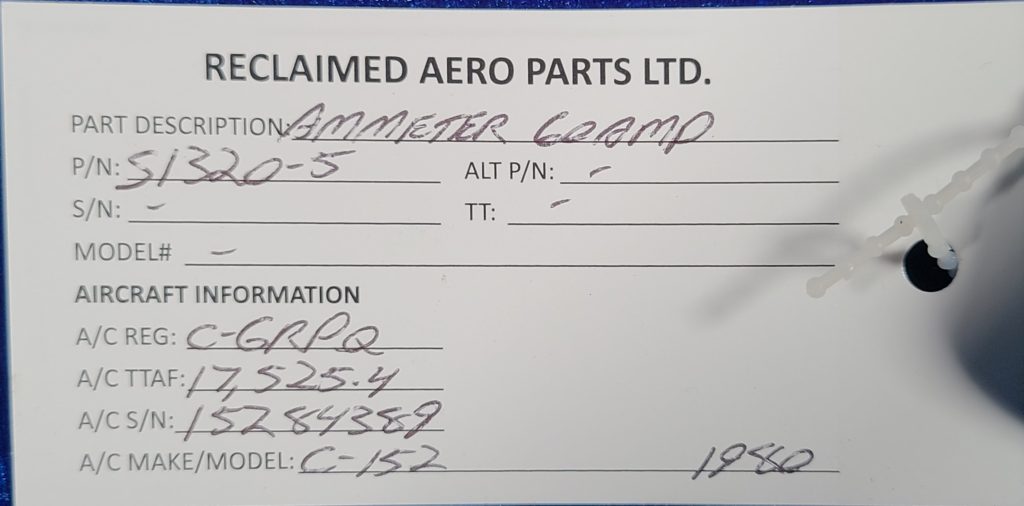 RECLAIMED AERO PARTS LTD.
PART DESCRIPTION: AMMETER 60AMP
P/N: S1320-5 ALT P/N: -
S/N: - TT: -
MODEL# -
AIRCRAFT INFORMATION
A/C REG: C-GRPQ
A/C TTAF: 17,525.4
A/C S/N: 15284389
A/C MAKE/MODEL: C-152 1980